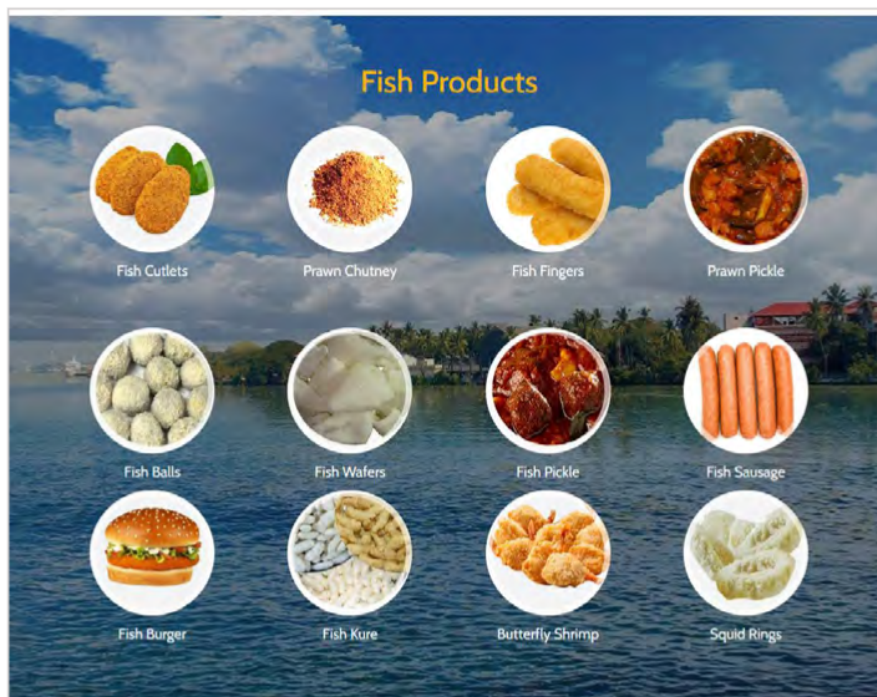 Fish Products
Fish Cutlets
Prawn Chutney
Fish Fingers
Prawn Pickle
Fish Balls
Fish Wafers
Fish Pickle
Fish Sausage
Fish Burger
Fish Kure
Butterfly Shrimp
Squid Rings